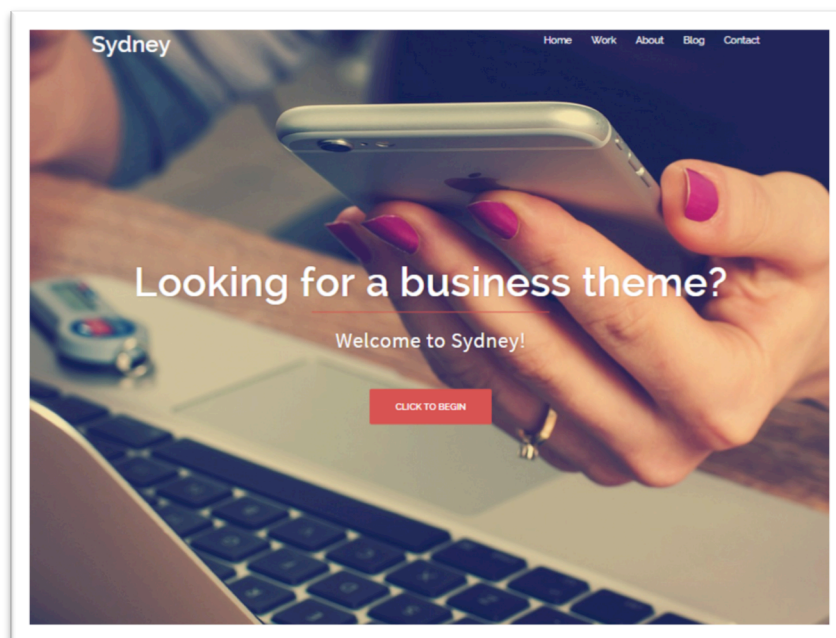 Sydney
Home Work About Blog Contact
Looking for a business theme?
Welcome to Sydney!
CLICK TO BEGIN